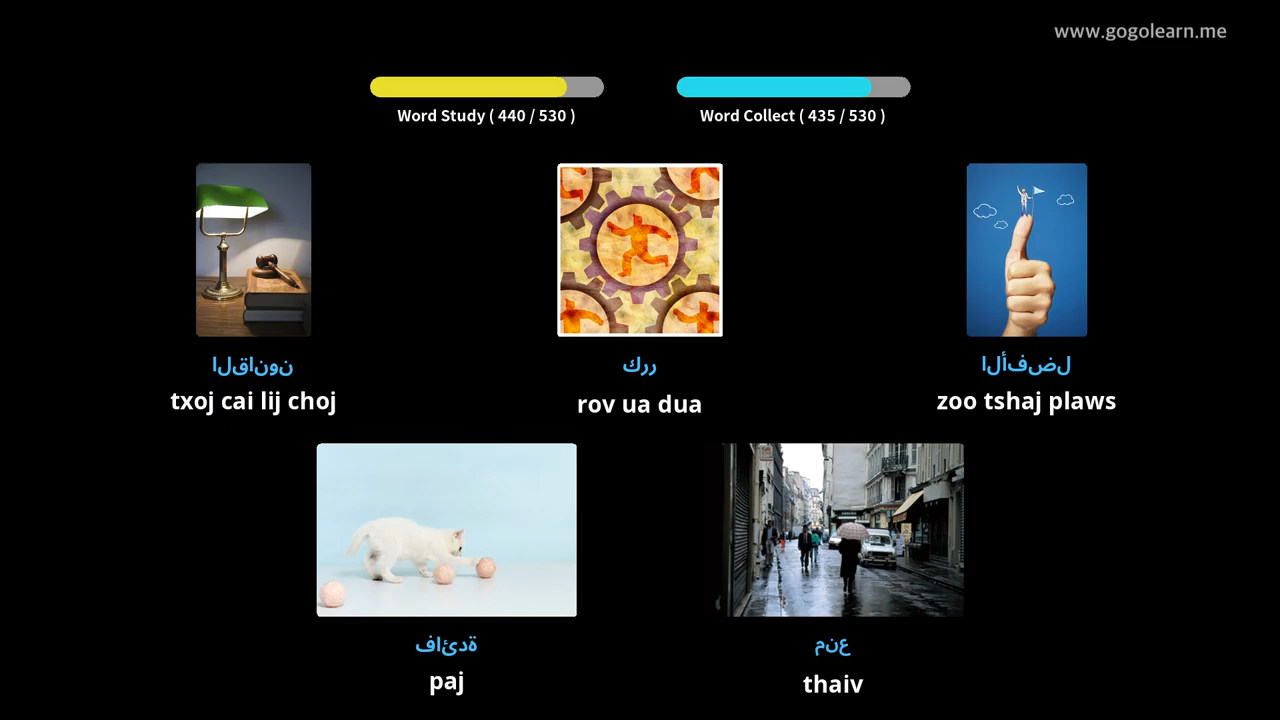 www.gogolearn.me
Word Study ( 440 / 530 )
Word Collect ( 435 / 530 )
القانون
txoj cai lij choj
كرر
rov ua dua
الأفضل
zoo tshaj plaws
فائدة
paj
منع
thaiv